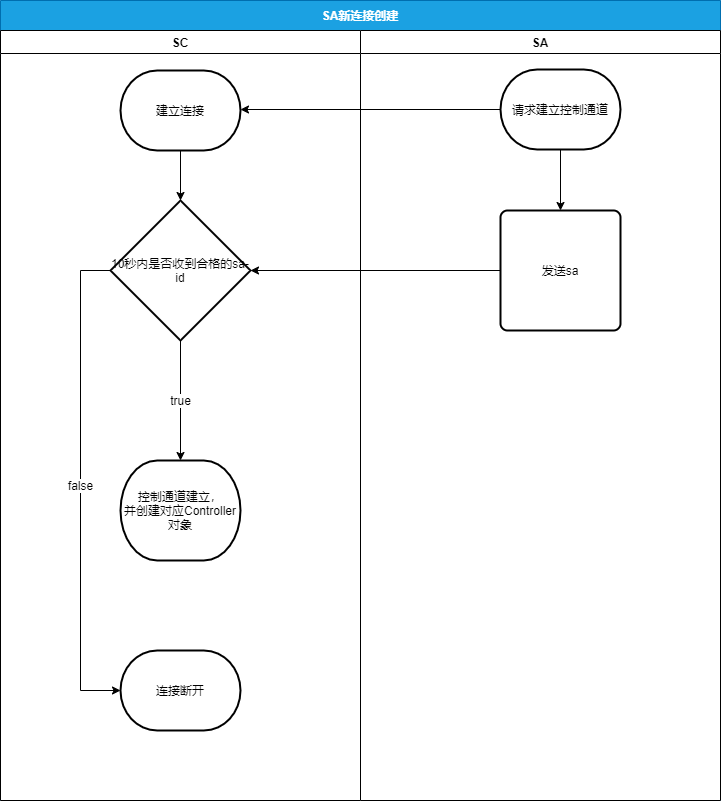 SA新连接创建
SC
SA
建立连接
请求建立控制通道
10秒内是否收到合格的sa-
id
发送sa
true
false
控制通道建立，
并创建对应Controller
对象
连接断开